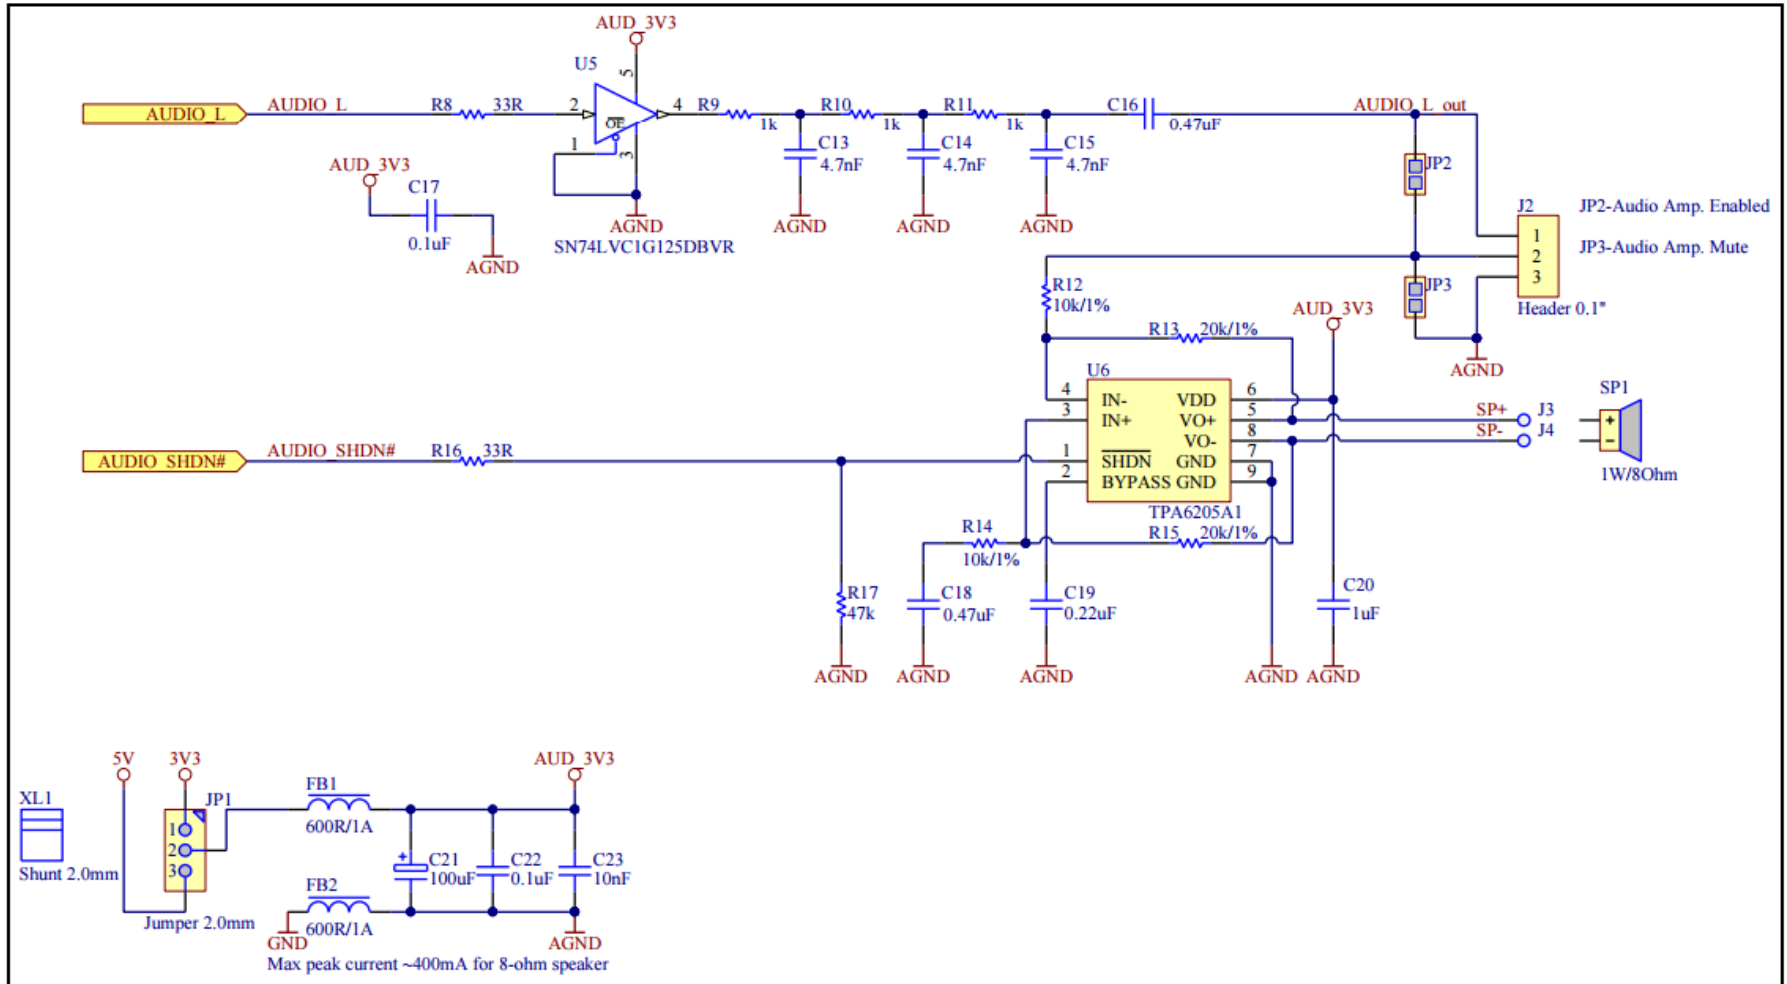 AUD_3V3
U5
5
AUDIO_L
AUDIO_L
R8 33R
2
OE
4
R9
1k
R10
1k
R11
1k
C16
0.47uF
AUDIO_L_out
1
3
C13
4.7nF
C14
4.7nF
C15
4.7nF
JP2
AUD_3V3
C17
0.1uF
AGND
AGND
SN74LVC1G125DBVR
AGND
AGND
AGND
J2
JP2-Audio Amp. Enabled
1
2
3
JP3-Audio Amp. Mute
Header 0.1"
R12
10k/1%
JP3
AUD_3V3
R13 20k/1%
AGND
U6
4 IN- VDD 6
3 IN+ VO+ 5
VO- 8
1 SHDN GND 7
2 BYPASS GND 9
TPA6205A1
SP+ J3
SP- J4
SP1
+
-
1W/8Ohm
AUDIO_SHDN#
AUDIO_SHDN#
R16 33R
R14
10k/1%
R15 20k/1%
R17
47k
C18
0.47uF
C19
0.22uF
C20
1uF
AGND
AGND
AGND
AGND
AGND
XL1
Shunt 2.0mm
5V
3V3
JP1
1
2
3
Jumper 2.0mm
FB1
600R/1A
AUD_3V3
+
C21
100uF
C22
0.1uF
C23
10nF
FB2
600R/1A
GND
AGND
Max peak current ~400mA for 8-ohm speaker